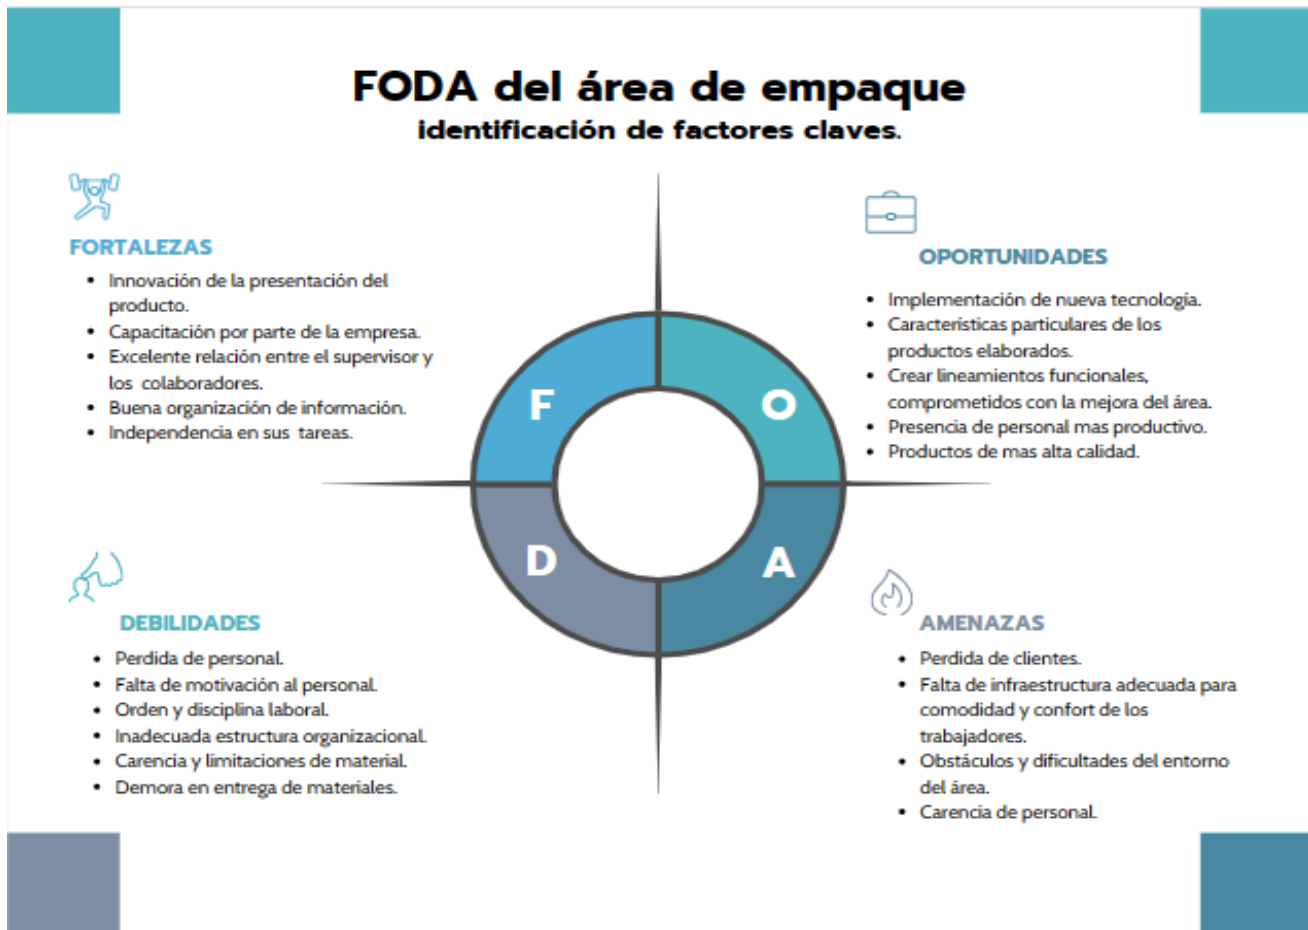 FODA del área de empaque
identificación de factores claves.
FORTALEZAS
• Innovación de la presentación del
producto.
• Capacitación por parte de la empresa.
• Excelente relación entre el supervisor y
los colaboradores.
• Buena organización de información.
• Independencia en sus tareas.
OPORTUNIDADES
• Implementación de nueva tecnología.
• Características particulares de los
productos elaborados.
• Crear lineamientos funcionales,
comprometidos con la mejora del área.
• Presencia de personal mas productivo.
• Productos de mas alta calidad.
F
O
D
A
DEBILIDADES
• Perdida de personal.
• Falta de motivación al personal.
• Orden y disciplina laboral.
• Inadecuada estructura organizacional.
• Carencia y limitaciones de material.
• Demora en entrega de materiales.
AMENAZAS
• Perdida de clientes.
• Falta de infraestructura adecuada para
comodidad y confort de los
trabajadores.
• Obstáculos y dificultades del entorno
del área.
• Carencia de personal.